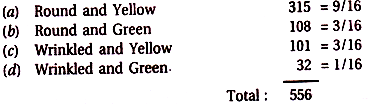 (a) Round and Yellow 315 = 9/16
(b) Round and Green 108 = 3/16
(c) Wrinkled and Yellow 101 = 3/16
(d) Wrinkled and Green. 32 = 1/16
Total : 556